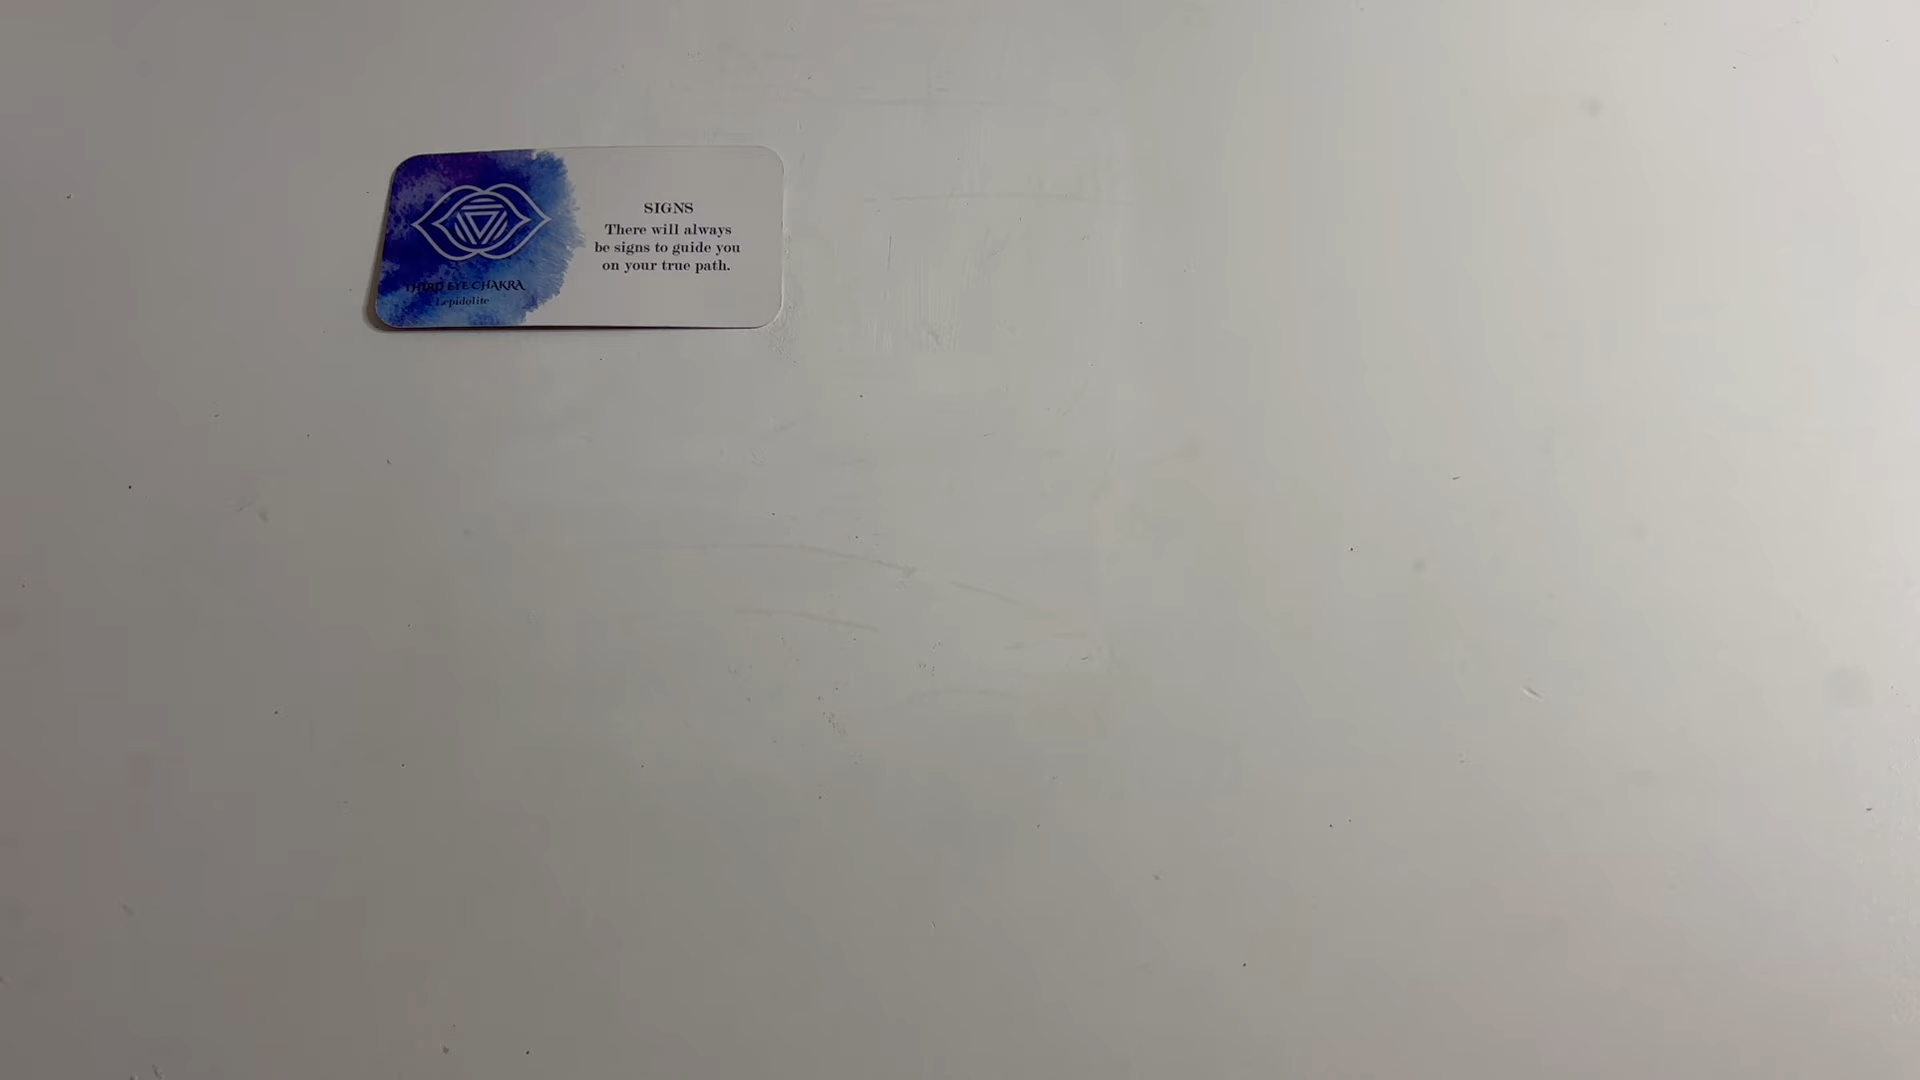 SIGNS
There will always
be signs to guide you
on your true path.
THIRD EYE CHAKRA
Lepidolite